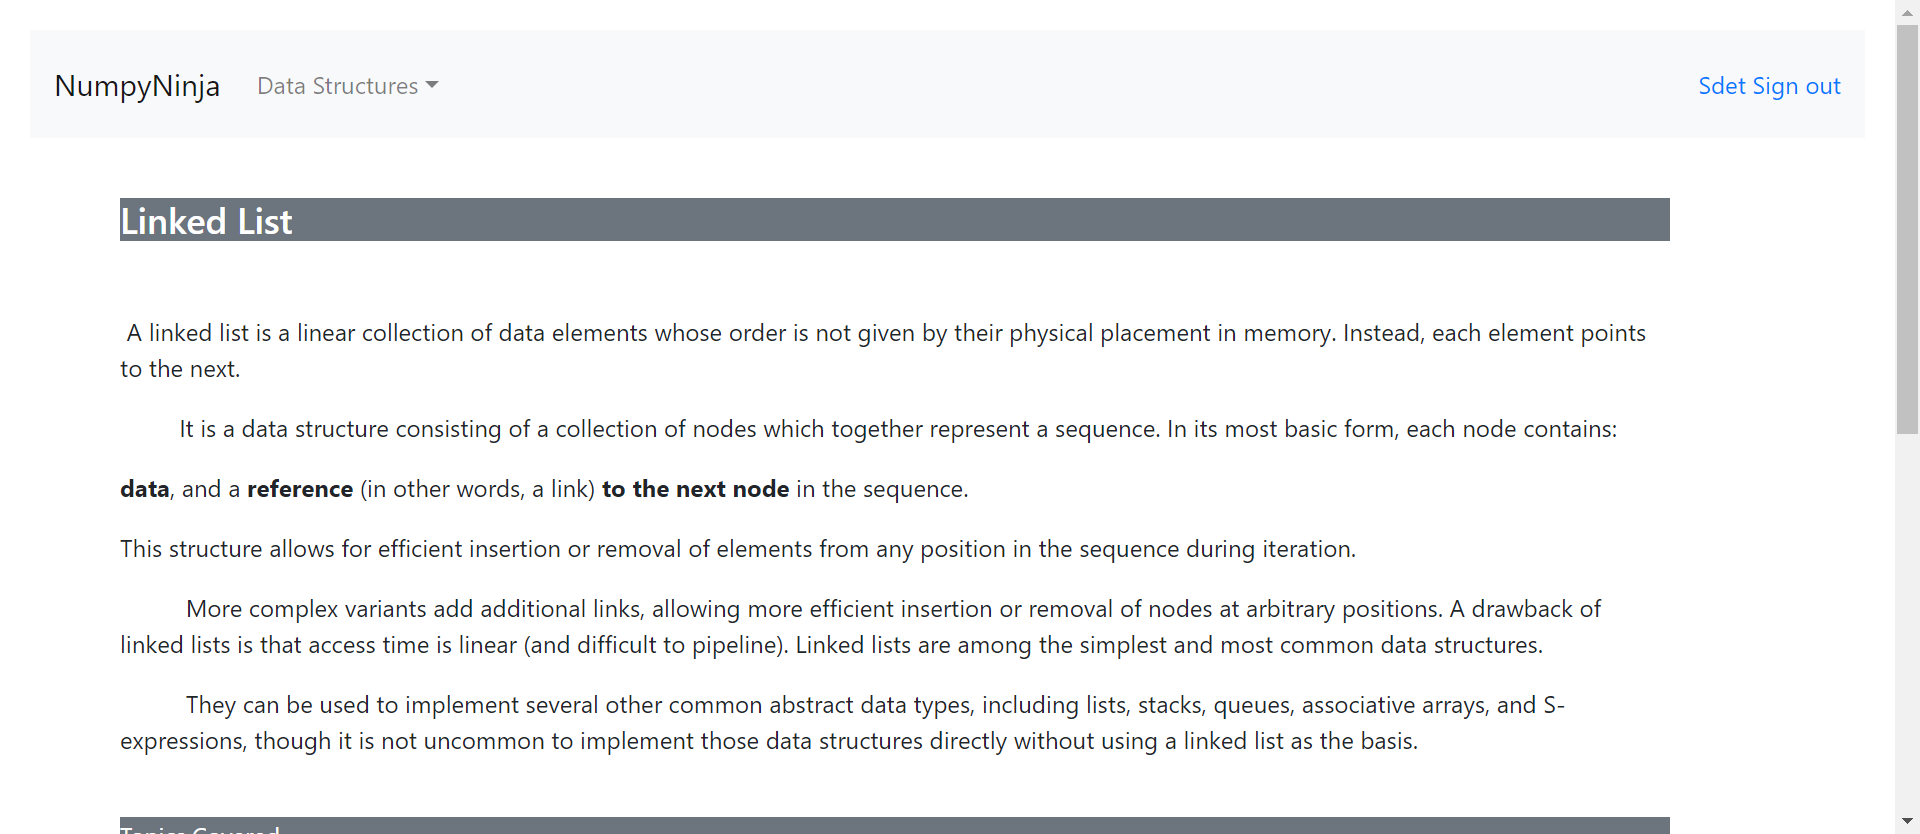 NumpyNinja Data Structures Sdet Sign out
Linked List
A linked list is a linear collection of data elements whose order is not given by their physical placement in memory. Instead, each element points
to the next.
It is a data structure consisting of a collection of nodes which together represent a sequence. In its most basic form, each node contains:
data, and a reference (in other words, a link) to the next node in the sequence.
This structure allows for efficient insertion or removal of elements from any position in the sequence during iteration.
More complex variants add additional links, allowing more efficient insertion or removal of nodes at arbitrary positions. A drawback of
linked lists is that access time is linear (and difficult to pipeline). Linked lists are among the simplest and most common data structures.
They can be used to implement several other common abstract data types, including lists, stacks, queues, associative arrays, and S-
expressions, though it is not uncommon to implement those data structures directly without using a linked list as the basis.
Topics Covered